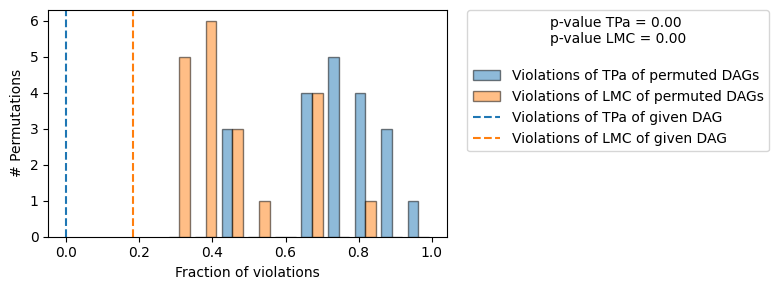 6
5
4
3
2
1
0
# Permutations
0.0 0.2 0.4 0.6 0.8 1.0
Fraction of violations
p-value TPa = 0.00
p-value LMC = 0.00
Violations of TPa of permuted DAGs
Violations of LMC of permuted DAGs
Violations of TPa of given DAG
Violations of LMC of given DAG